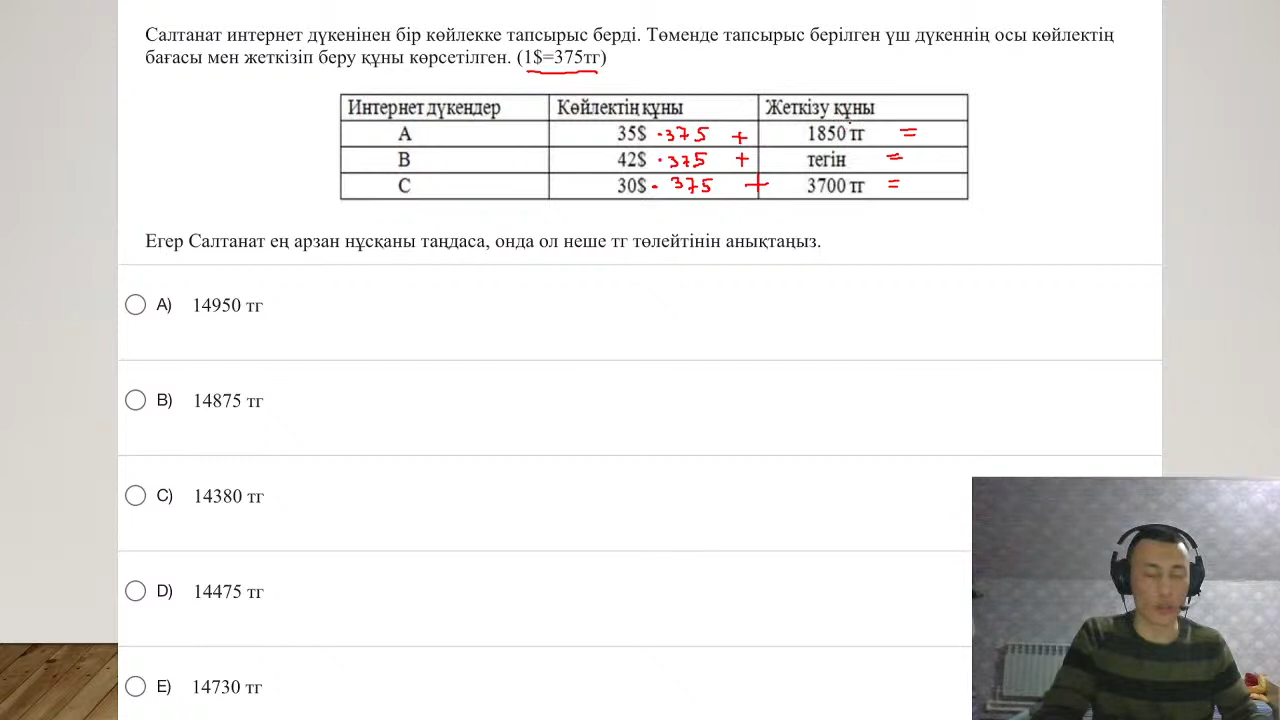 Салтанат интернет дүкенінен бір көйлекке тапсырыс берді. Төменде тапсырыс берілген үш дүкеннің осы көйлектің
бағасы мен жеткізіп беру құны көрсетілген. (1$=375тг)
Интернет дүкендер Көйлектің құны Жеткізу құны
A 35$ ·375 + 1850 тг =
B 42$ ·375 + тегін =
C 30$ · 375 + 3700 тг =
Егер Салтанат ең арзан нұсқаны таңдаса, онда ол неше тг төлейтінін анықтаңыз.
A) 14950 тг
B) 14875 тг
C) 14380 тг
D) 14475 тг
E) 14730 тг